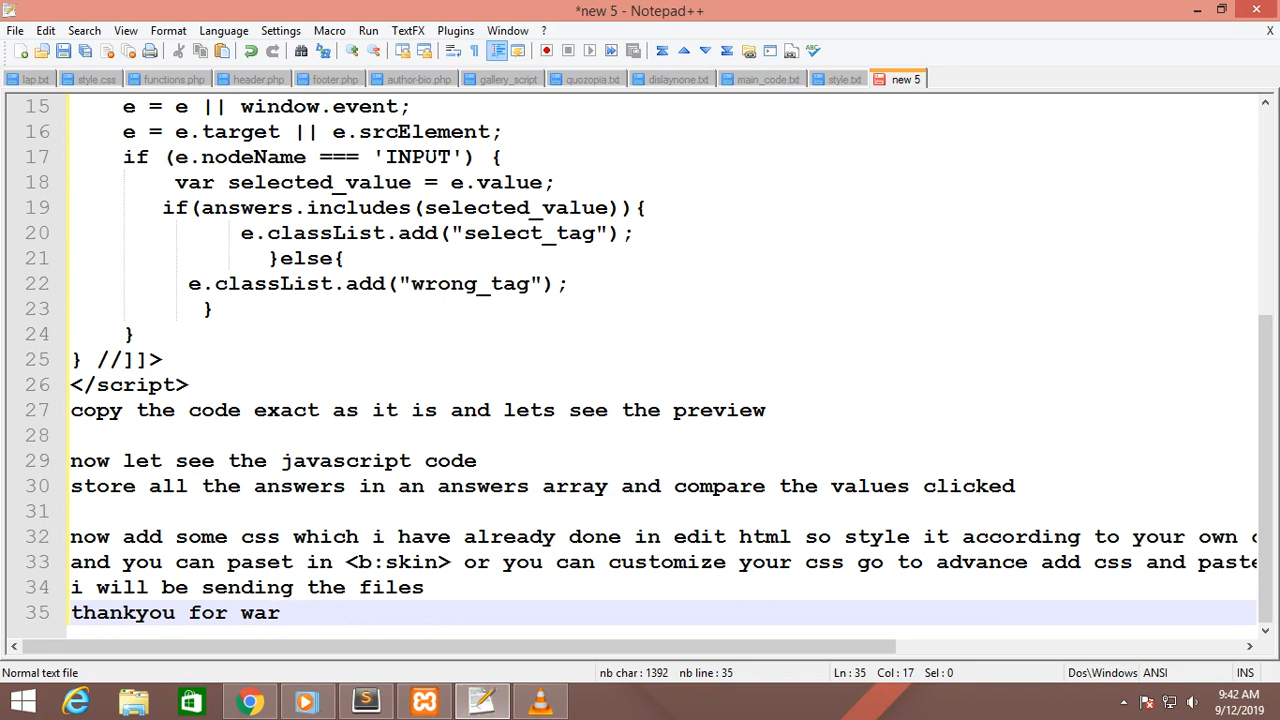 *new 5 - Notepad++
File Edit Search View Format Language Settings Macro Run TextFX Plugins Window ? X
lap.txt style.css functions.php header.php footer.php author-bio.php gallery_script quozopia.txt dislaynone.txt main_code.txt style.txt new 5
15 e = e || window.event;
16 e = e.target || e.srcElement;
17 if (e.nodeName === 'INPUT') {
18 var selected_value = e.value;
19 if(answers.includes(selected_value)){
20 e.classList.add("select_tag");
21 }else{
22 e.classList.add("wrong_tag");
23 }
24 }
25 } //]]>
26 </script>
27 copy the code exact as it is and lets see the preview
28
29 now let see the javascript code
30 store all the answers in an answers array and compare the values clicked
31
32 now add some css which i have already done in edit html so style it according to your own
33 and you can paset in <b:skin> or you can customize your css go to advance add css and paste
34 i will be sending the files
35 thankyou for war
Normal text file nb char : 1392 nb line : 35 Ln : 35 Col : 17 Sel : 0 Dos\Windows ANSI INS
9:42 AM
9/12/2019